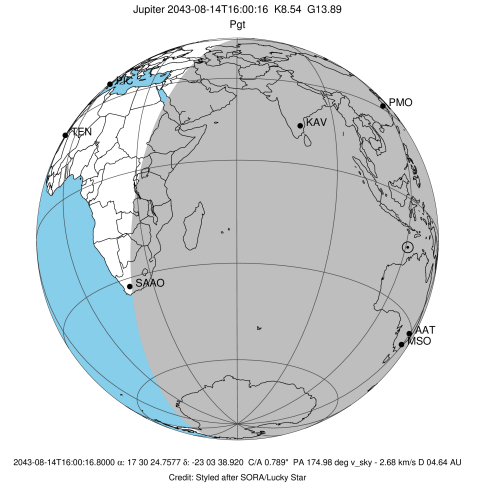 Jupiter 2043-08-14T16:00:16 K8.54 G13.89
Pgt
PIC
TEN
KAV
PMO
SAAO
AAT
MSO
2043-08-14T16:00:16.8000 α: 17 30 24.7577 δ: -23 03 38.920 C/A 0.789" PA 174.98 deg v_sky - 2.68 km/s D 04.64 AU
Credit: Styled after SORA/Lucky Star